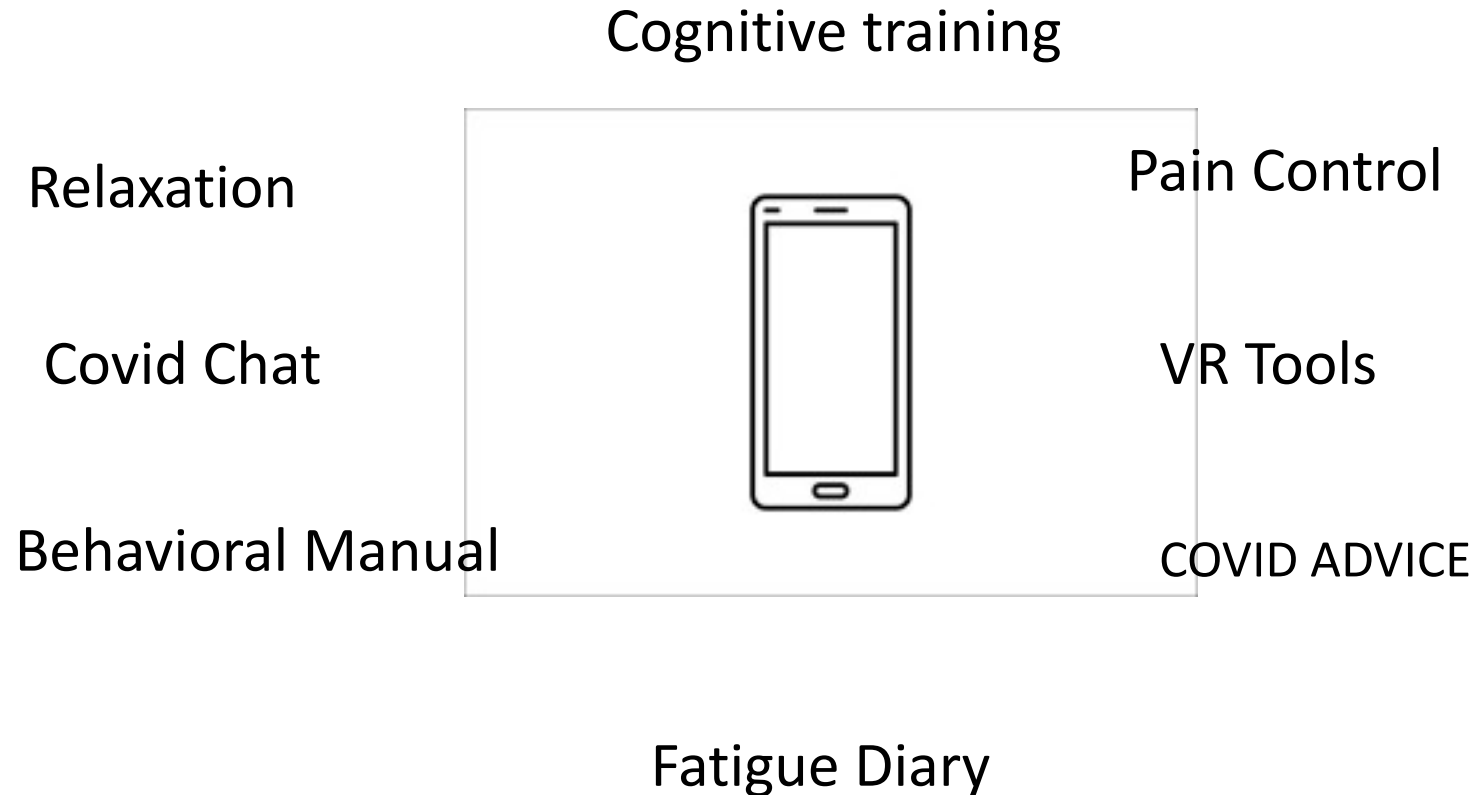 Cognitive training
Relaxation
Pain Control
Covid Chat
VR Tools
Behavioral Manual
COVID ADVICE
Fatigue Diary